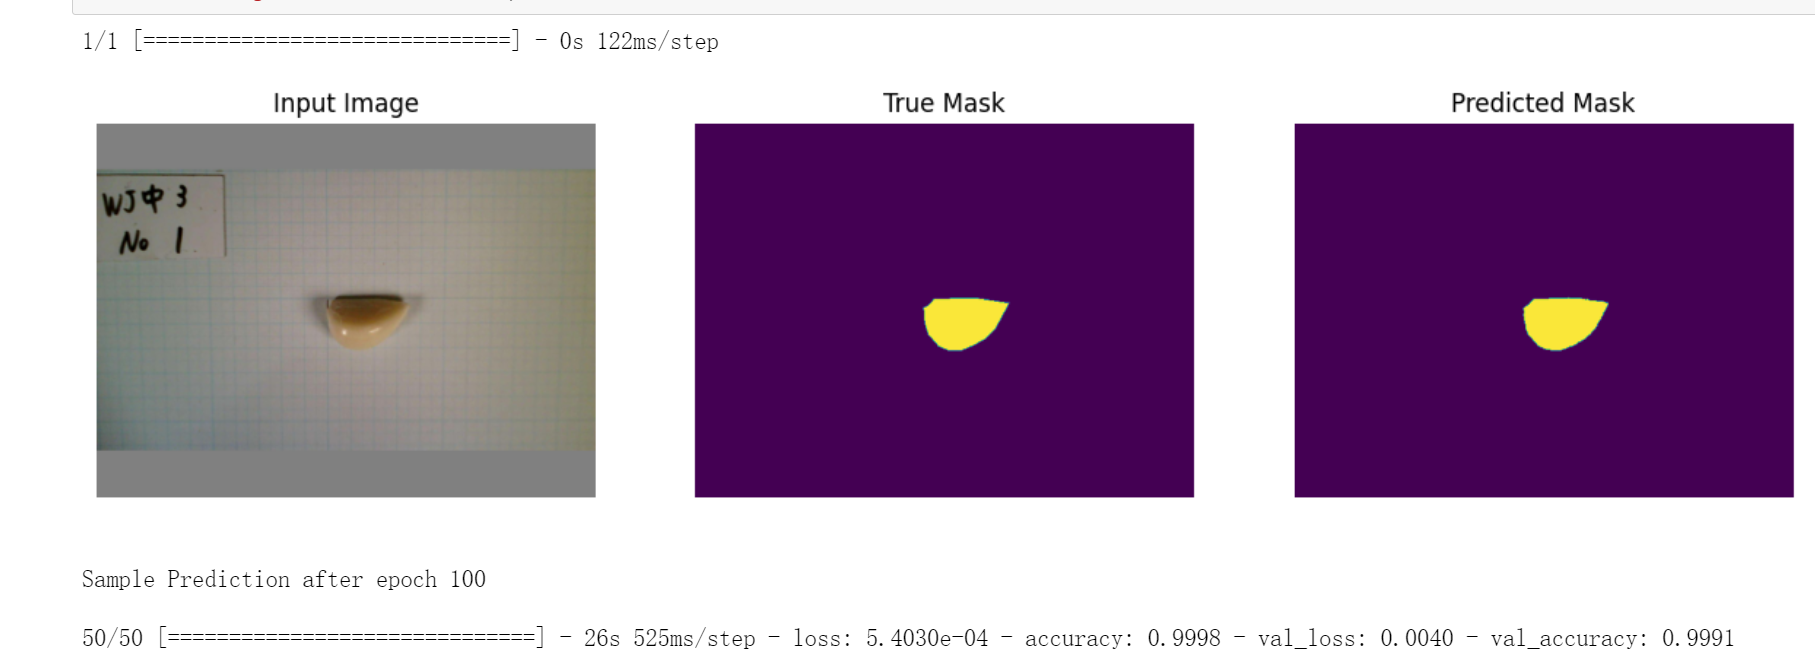 1/1 [==============================] - 0s 122ms/step
Input Image
True Mask
Predicted Mask
WJ中3
No 1
Sample Prediction after epoch 100
50/50 [==============================] - 26s 525ms/step - loss: 5.4030e-04 - accuracy: 0.9998 - val_loss: 0.0040 - val_accuracy: 0.9991